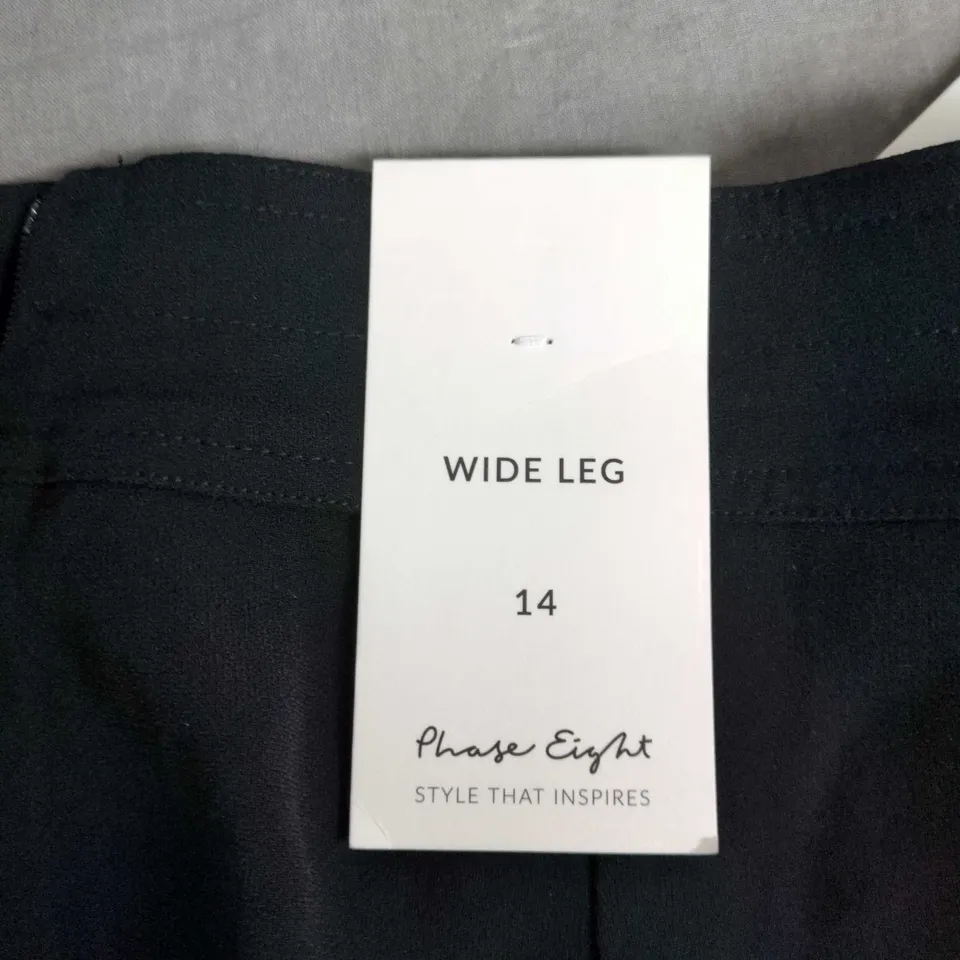 WIDE LEG
14
Phase Eight
STYLE THAT INSPIRES